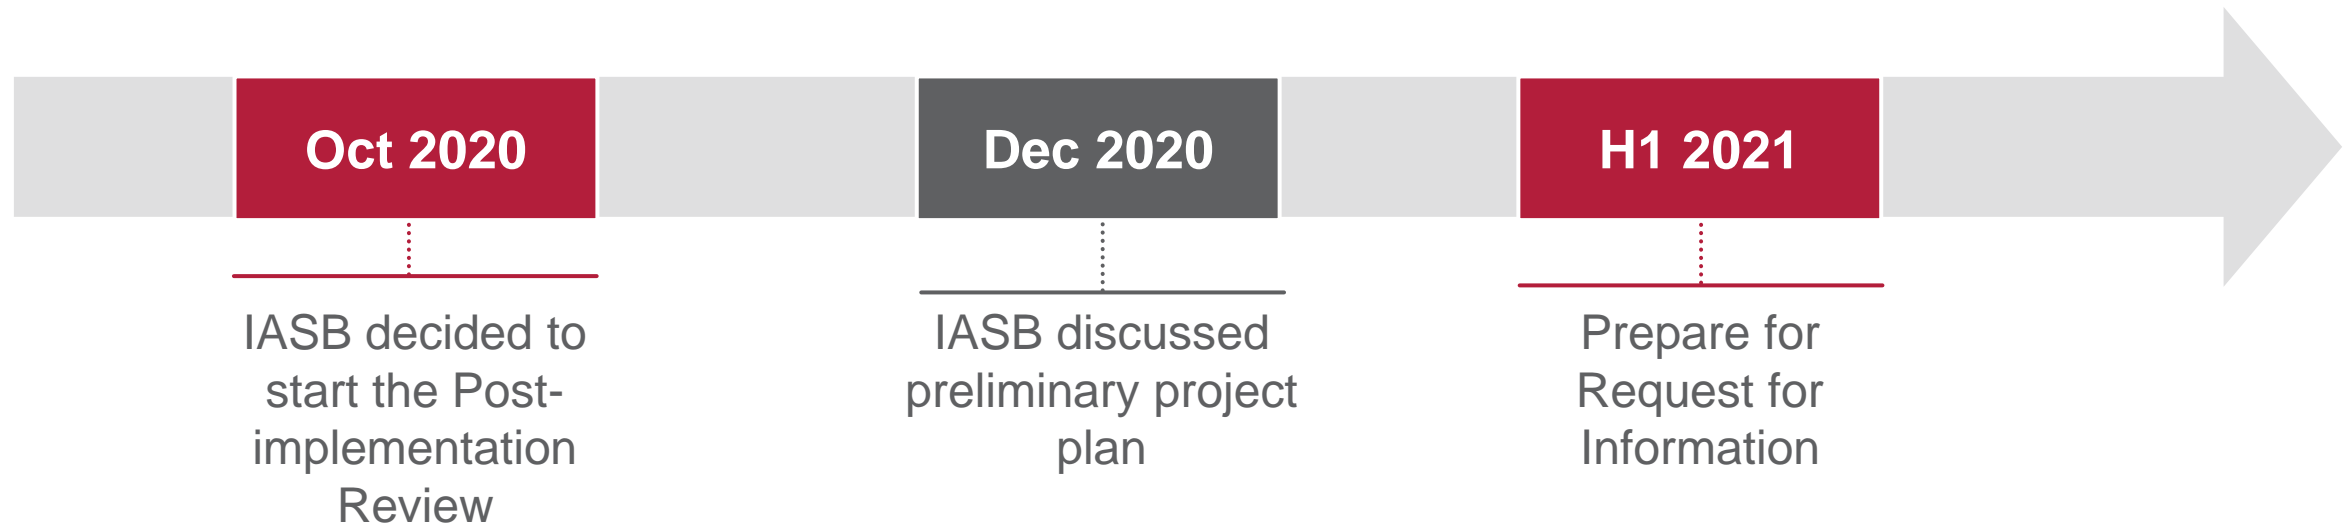 Oct 2020
Dec 2020
H1 2021
IASB decided to
start the Post-
implementation
Review
IASB discussed
preliminary project
plan
Prepare for
Request for
Information